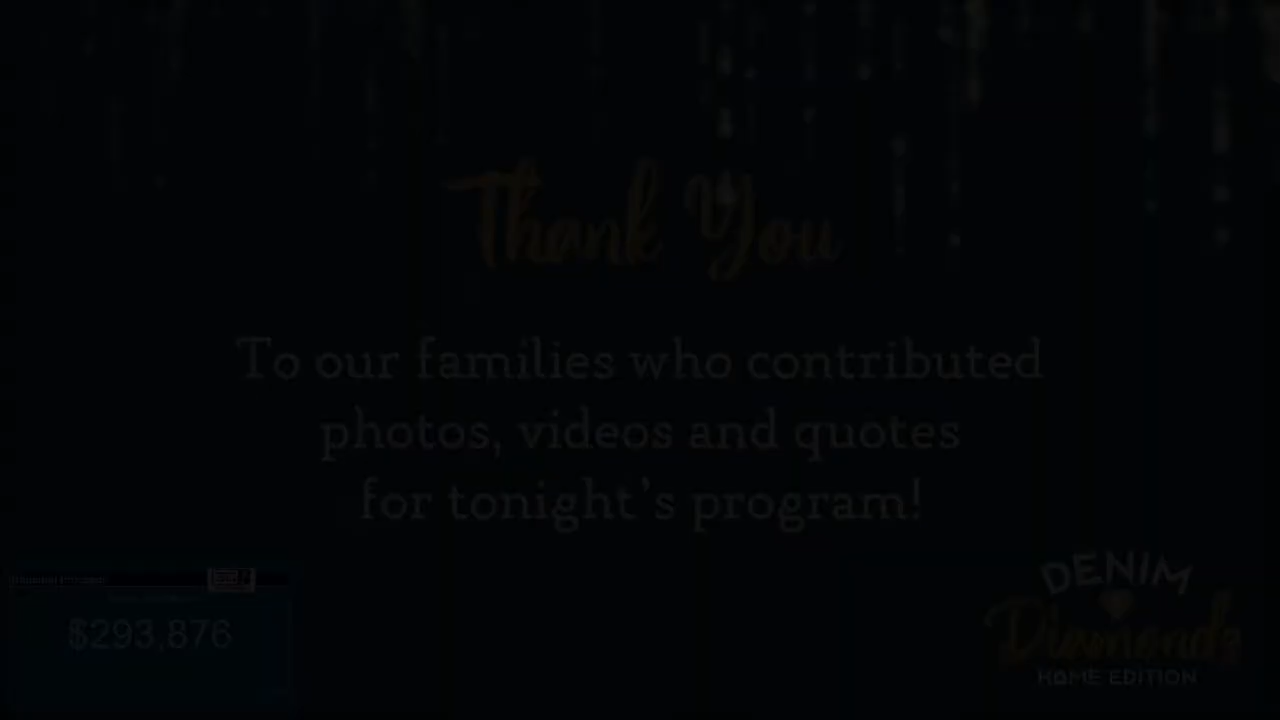 Thank You
To our families who contributed
photos, videos and quotes
for tonight's program!
$293,876
DENIM
Diamonds
HOME EDITION